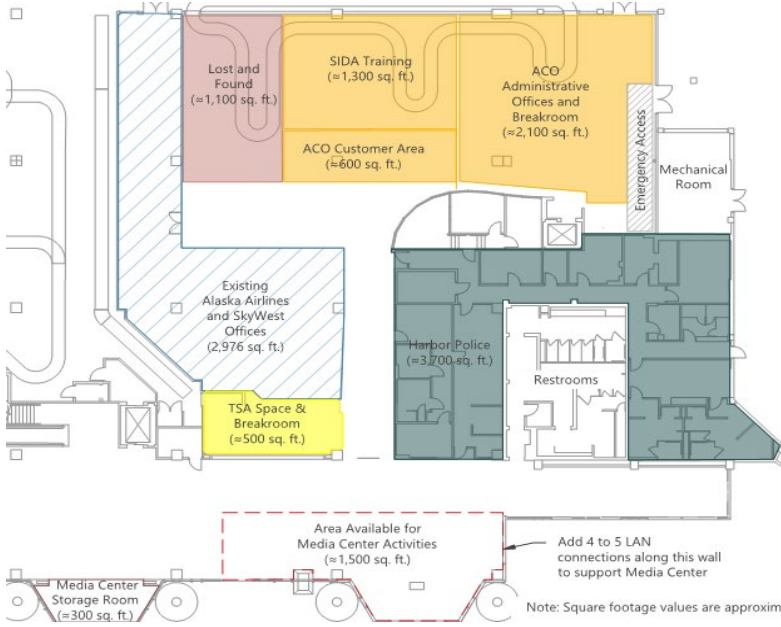 Lost and
Found
(≈1,100 sq. ft.)
SIDA Training
(≈1,300 sq. ft.)
ACO
Administrative
Offices and
Breakroom
(≈2,100 sq. ft.)
ACO Customer Area
(≈600 sq. ft.)
Emergency Access
Mechanical
Room
Existing
Alaska Airlines
and SkyWest
Offices
(2,976 sq. ft.)
Harbor Police
(≈3,700 sq. ft.)
Restrooms
TSA Space &
Breakroom
(≈500 sq. ft.)
Area Available for
Media Center Activities
(≈1,500 sq. ft.)
Add 4 to 5 LAN
connections along this wall
to support Media Center
Media Center
Storage Room
(≈300 sq. ft.)
Note: Square footage values are approxim